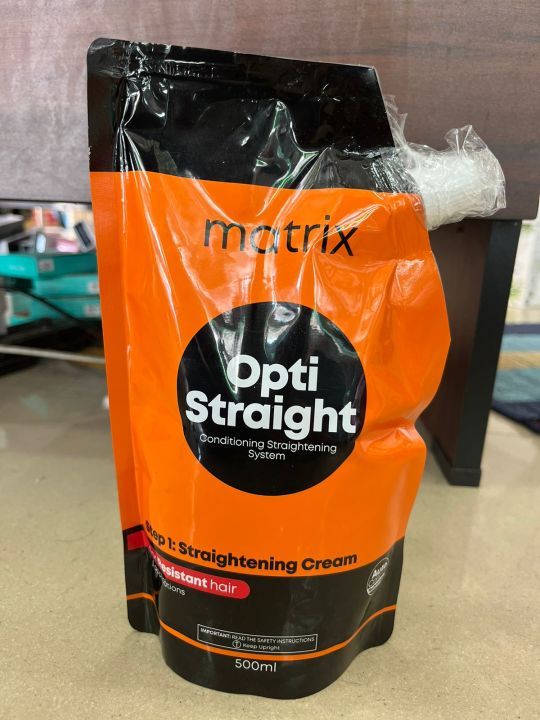 matrix
Opti
Straight
Conditioning Straightening
System
Step 1: Straightening Cream
Resistant hair
IMPORTANT: READ THE SAFETY INSTRUCTIONS
Keep Upright
500ml
Auto